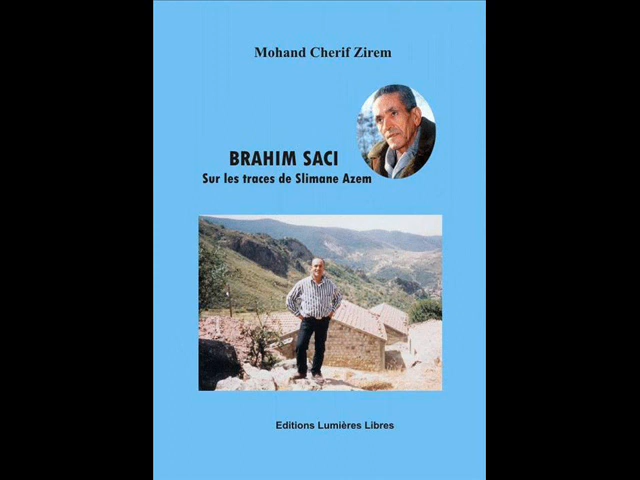 Mohand Cherif Zirem
BRAHIM SACI
Sur les traces de Slimane Azem
Editions Lumières Libres